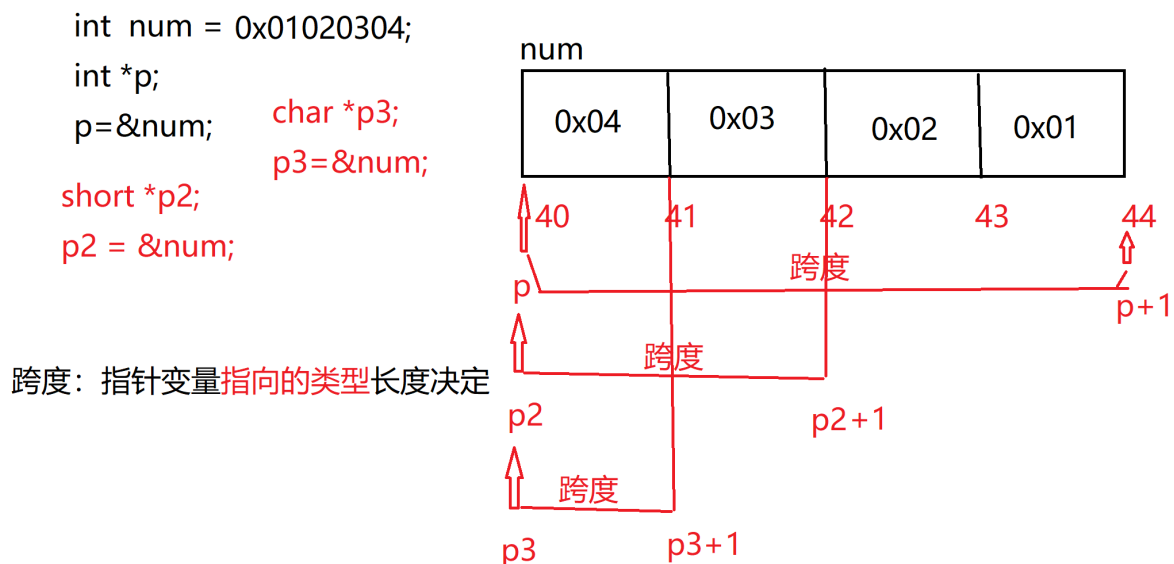 int num = 0x01020304;
int *p;
p=&num;
char *p3;
p3=&num;
short *p2;
p2 = &num;
num
0x04 0x03 0x02 0x01
40 41 42 43 44
跨度
p p+1
跨度
跨度：指针变量指向的类型长度决定
p2 p2+1
跨度
p3 p3+1